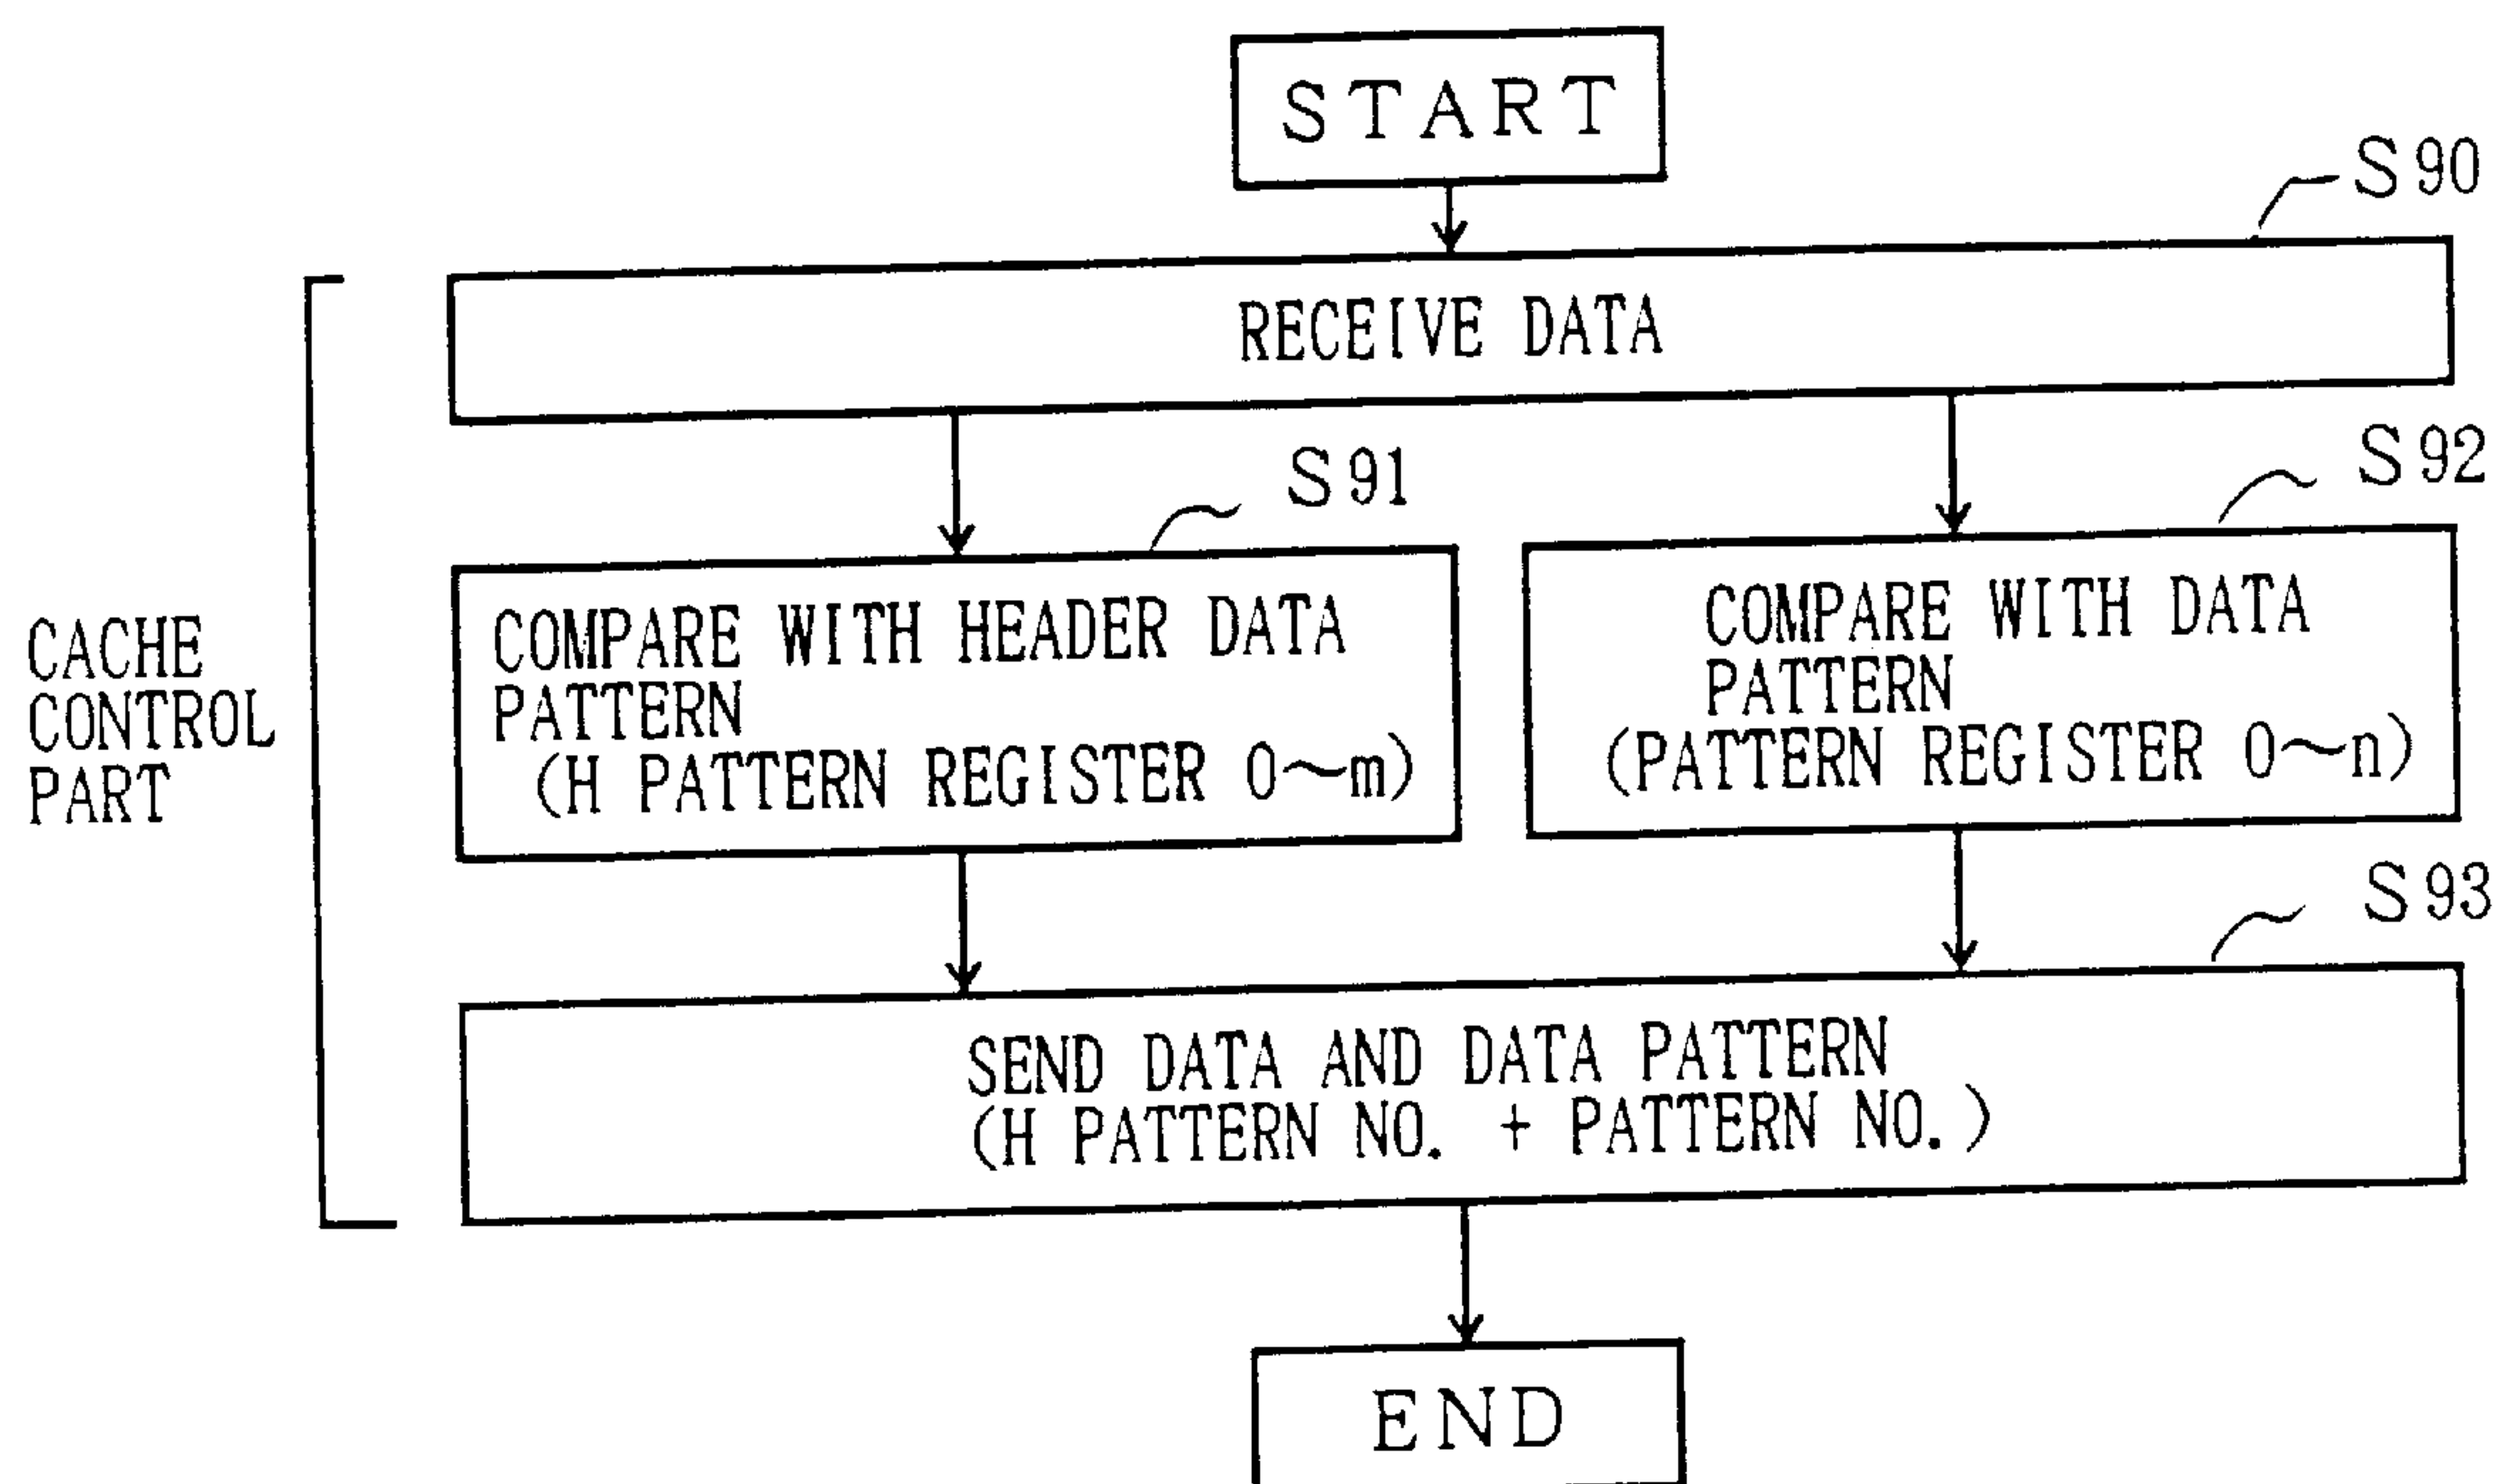 START
S90
RECEIVE DATA
S91
S92
COMPARE WITH HEADER DATA
PATTERN
(H PATTERN REGISTER 0～m)
COMPARE WITH DATA
PATTERN
(PATTERN REGISTER 0～n)
CACHE
CONTROL
PART
S93
SEND DATA AND DATA PATTERN
(H PATTERN NO. + PATTERN NO.)
END